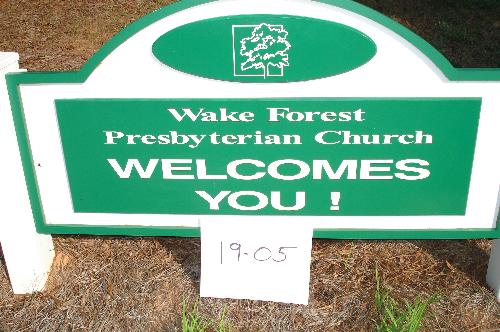 Wake Forest
Presbyterian Church
WELCOMES
YOU !
19-05